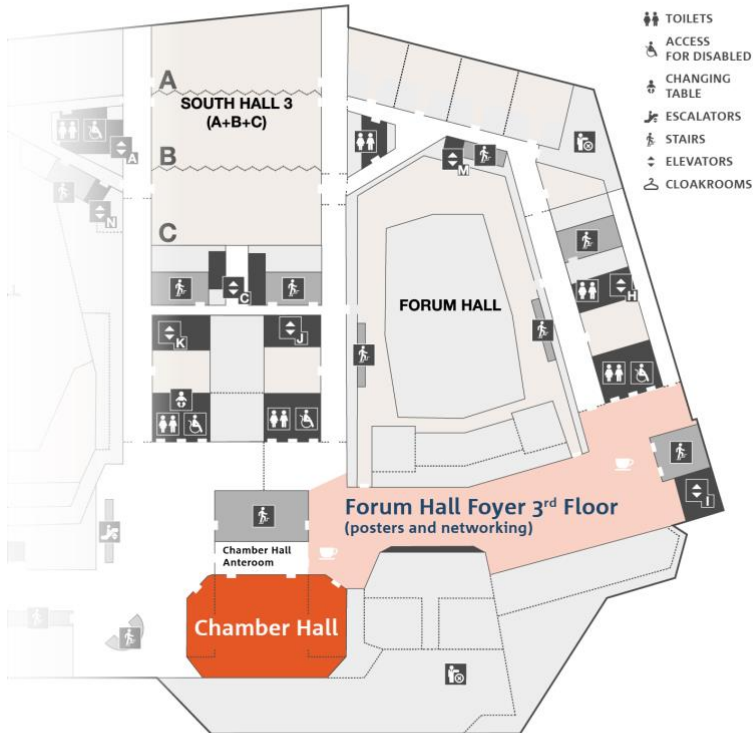 TOILETS
ACCESS
FOR DISABLED
CHANGING
TABLE
ESCALATORS
STAIRS
ELEVATORS
CLOAKROOMS
A
SOUTH HALL 3
(A+B+C)
B
C
A
N
M
C
K
J
H
FORUM HALL
I
Forum Hall Foyer 3rd Floor
(posters and networking)
Chamber Hall
Anteroom
Chamber Hall